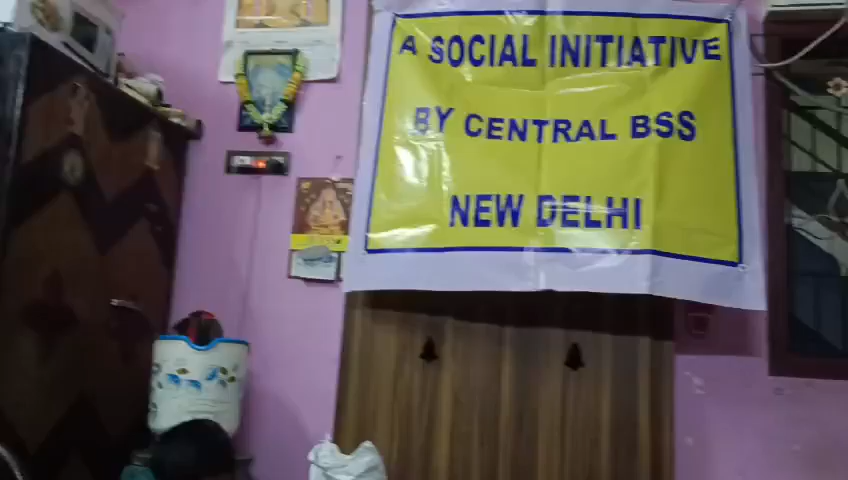 A SOCIAL INITIATIVE
BY CENTRAL BSS
NEW DELHI